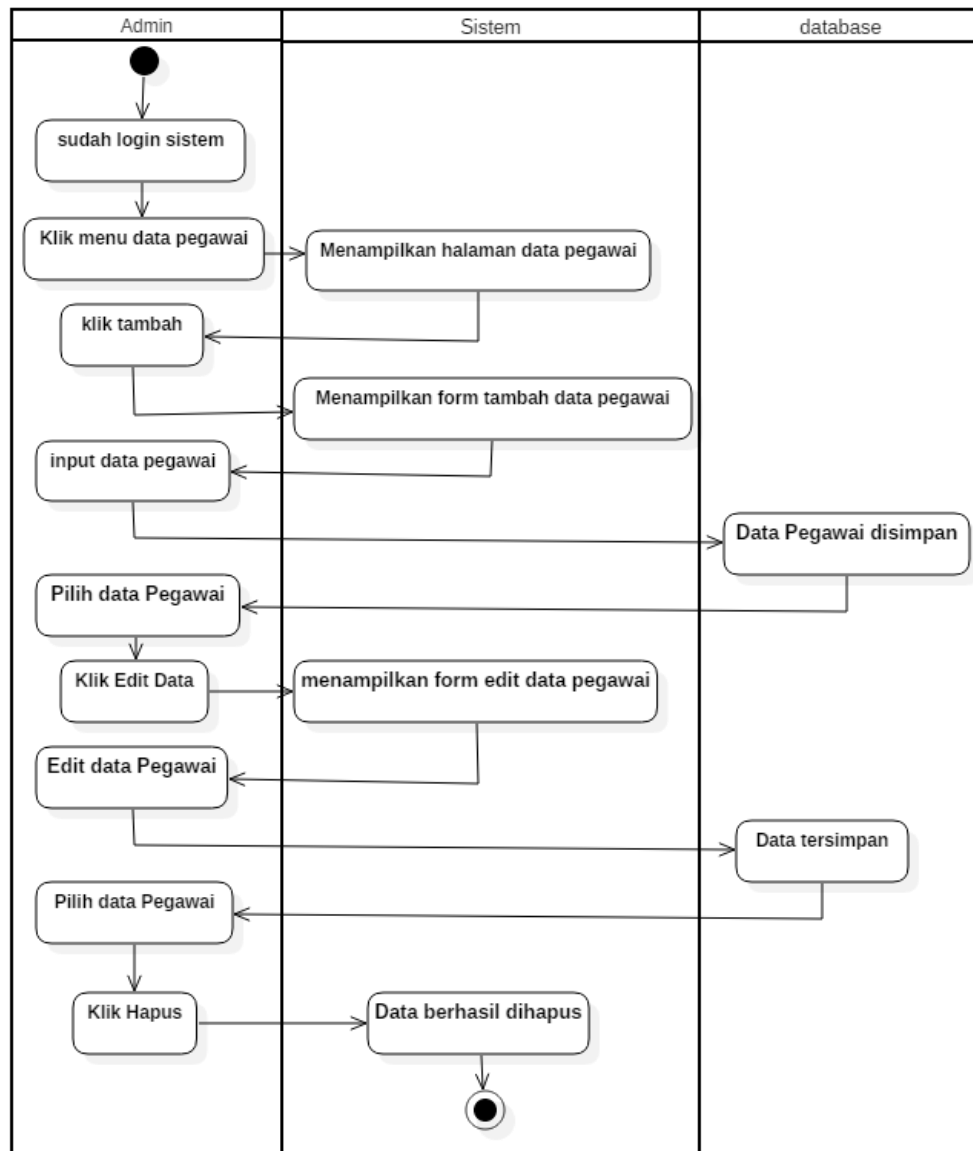 Admin
Sistem
database
sudah login sistem
Klik menu data pegawai
Menampilkan halaman data pegawai
klik tambah
Menampilkan form tambah data pegawai
input data pegawai
Data Pegawai disimpan
Pilih data Pegawai
Klik Edit Data
menampilkan form edit data pegawai
Edit data Pegawai
Data tersimpan
Pilih data Pegawai
Klik Hapus
Data berhasil dihapus